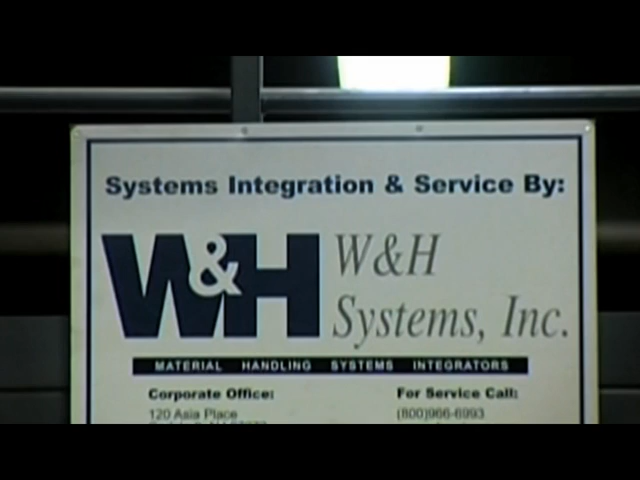 Systems Integration & Service By:
W&H
W&H
Systems, Inc.
MATERIAL HANDLING SYSTEMS INTEGRATORS
Corporate Office:
For Service Call:
120 Asia Place
(800)966-6993